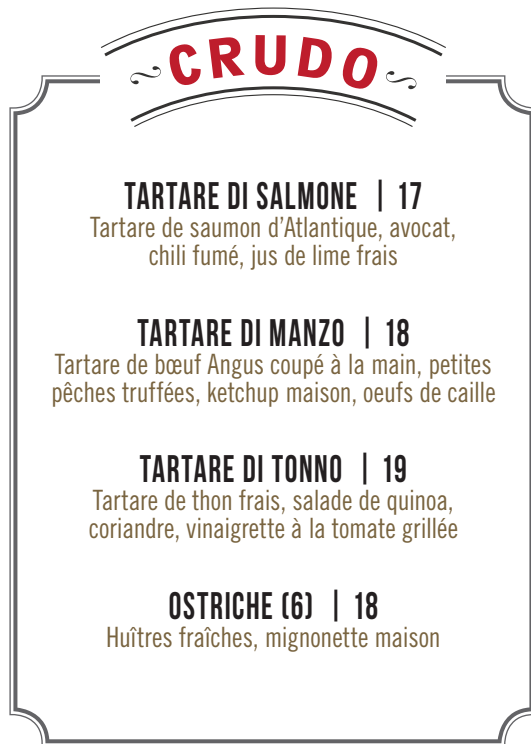 CRUDO
TARTARE DI SALMONE | 17
Tartare de saumon d’Atlantique, avocat,
chili fumé, jus de lime frais
TARTARE DI MANZO | 18
Tartare de bœuf Angus coupé à la main, petites
pêches truffées, ketchup maison, oeufs de caille
TARTARE DI TONNO | 19
Tartare de thon frais, salade de quinoa,
coriandre, vinaigrette à la tomate grillée
OSTRICHE (6) | 18
Huîtres fraîches, mignonette maison